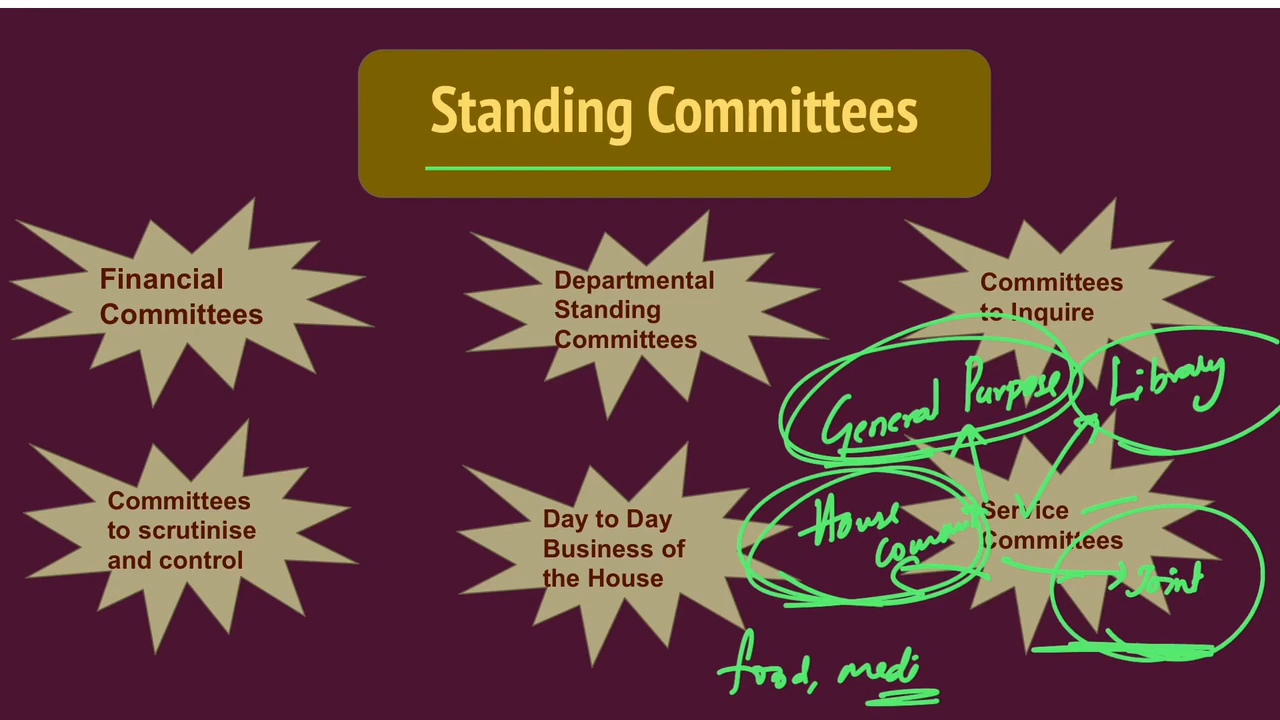 Standing Committees
Financial
Committees
Departmental
Standing
Committees
Committees
to Inquire
General Purpose
Library
Committees
to scrutinise
and control
Day to Day
Business of
the House
House
Service
Committees
Joint
food, medi